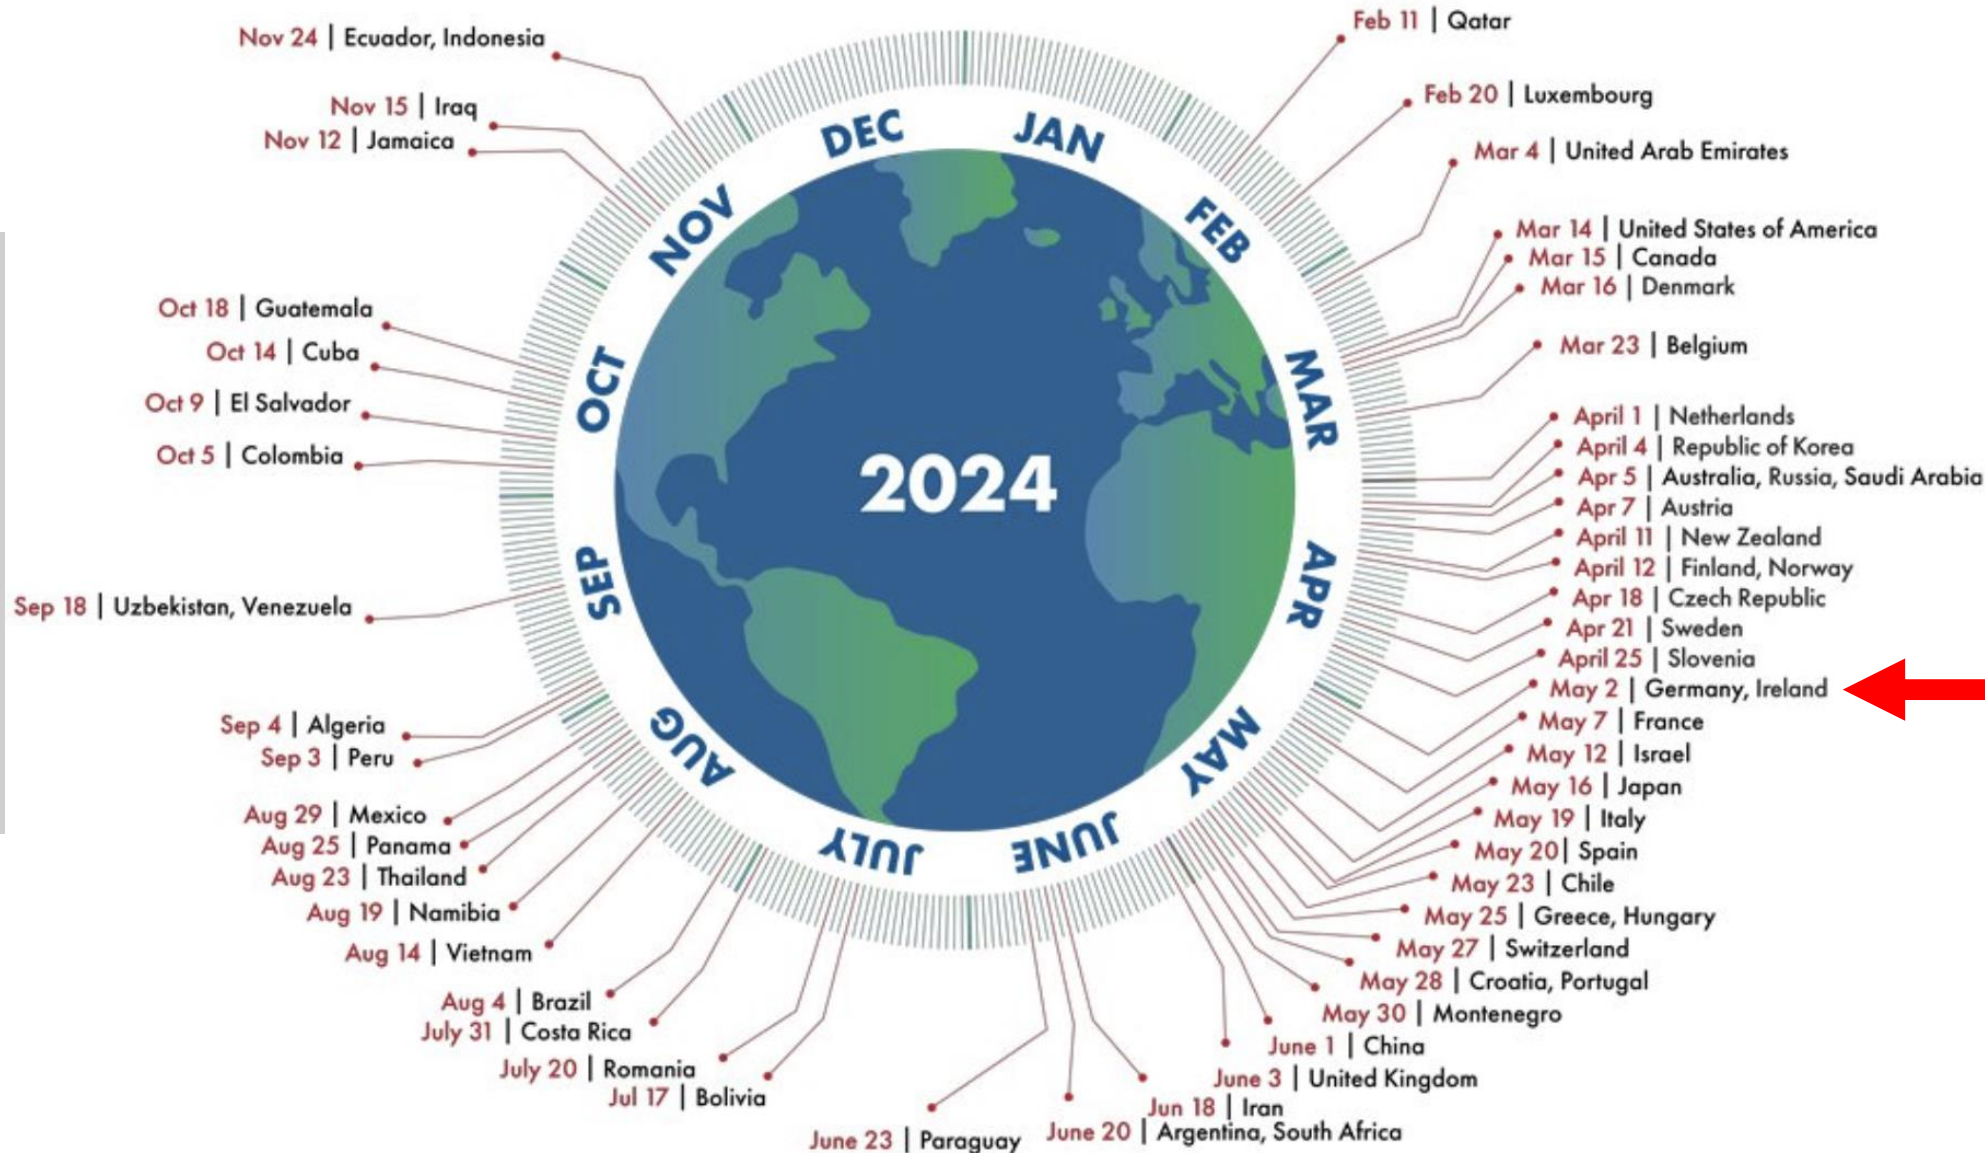 Feb 11 | Qatar
Feb 20 | Luxembourg
Mar 4 | United Arab Emirates
Mar 14 | United States of America
Mar 15 | Canada
Mar 16 | Denmark
Mar 23 | Belgium
April 1 | Netherlands
April 4 | Republic of Korea
Apr 5 | Australia, Russia, Saudi Arabia
Apr 7 | Austria
April 11 | New Zealand
April 12 | Finland, Norway
Apr 18 | Czech Republic
Apr 21 | Sweden
April 25 | Slovenia
May 2 | Germany, Ireland
May 7 | France
May 12 | Israel
May 16 | Japan
May 19 | Italy
May 20| Spain
May 23 | Chile
May 25 | Greece, Hungary
May 27 | Switzerland
May 28 | Croatia, Portugal
May 30 | Montenegro
June 1 | China
June 3 | United Kingdom
Jun 18 | Iran
June 20 | Argentina, South Africa
June 23 | Paraguay
Jul 17 | Bolivia
July 20 | Romania
July 31 | Costa Rica
Aug 4 | Brazil
Aug 14 | Vietnam
Aug 19 | Namibia
Aug 23 | Thailand
Aug 25 | Panama
Aug 29 | Mexico
Sep 3 | Peru
Sep 4 | Algeria
Sep 18 | Uzbekistan, Venezuela
Oct 5 | Colombia
Oct 9 | El Salvador
Oct 14 | Cuba
Oct 18 | Guatemala
Nov 12 | Jamaica
Nov 15 | Iraq
Nov 24 | Ecuador, Indonesia
JAN
FEB
MAR
APR
MAY
JUNE
JULY
AUG
SEP
OCT
NOV
DEC
2024